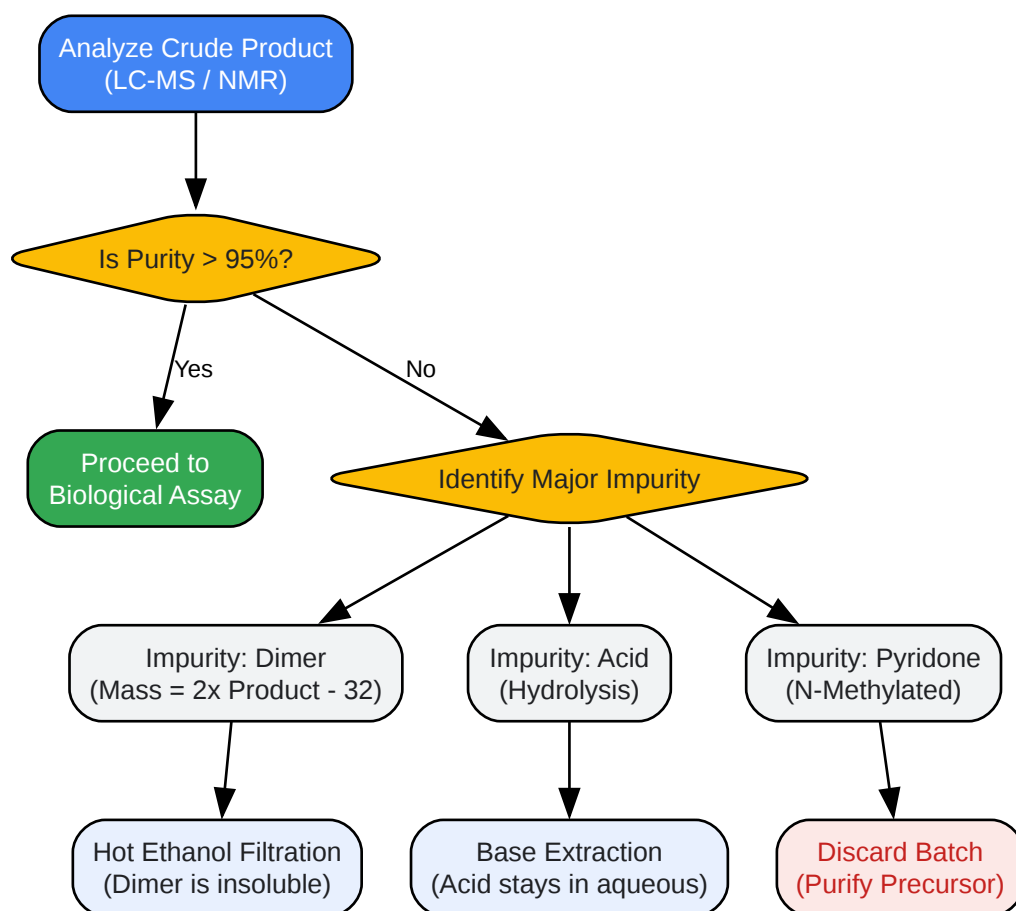 Analyze Crude Product
(LC-MS / NMR)
Is Purity > 95%?
Yes
No
Proceed to
Biological Assay
Identify Major Impurity
Impurity: Dimer
(Mass = 2x Product - 32)
Impurity: Acid
(Hydrolysis)
Impurity: Pyridone
(N-Methylated)
Hot Ethanol Filtration
(Dimer is insoluble)
Base Extraction
(Acid stays in aqueous)
Discard Batch
(Purify Precursor)